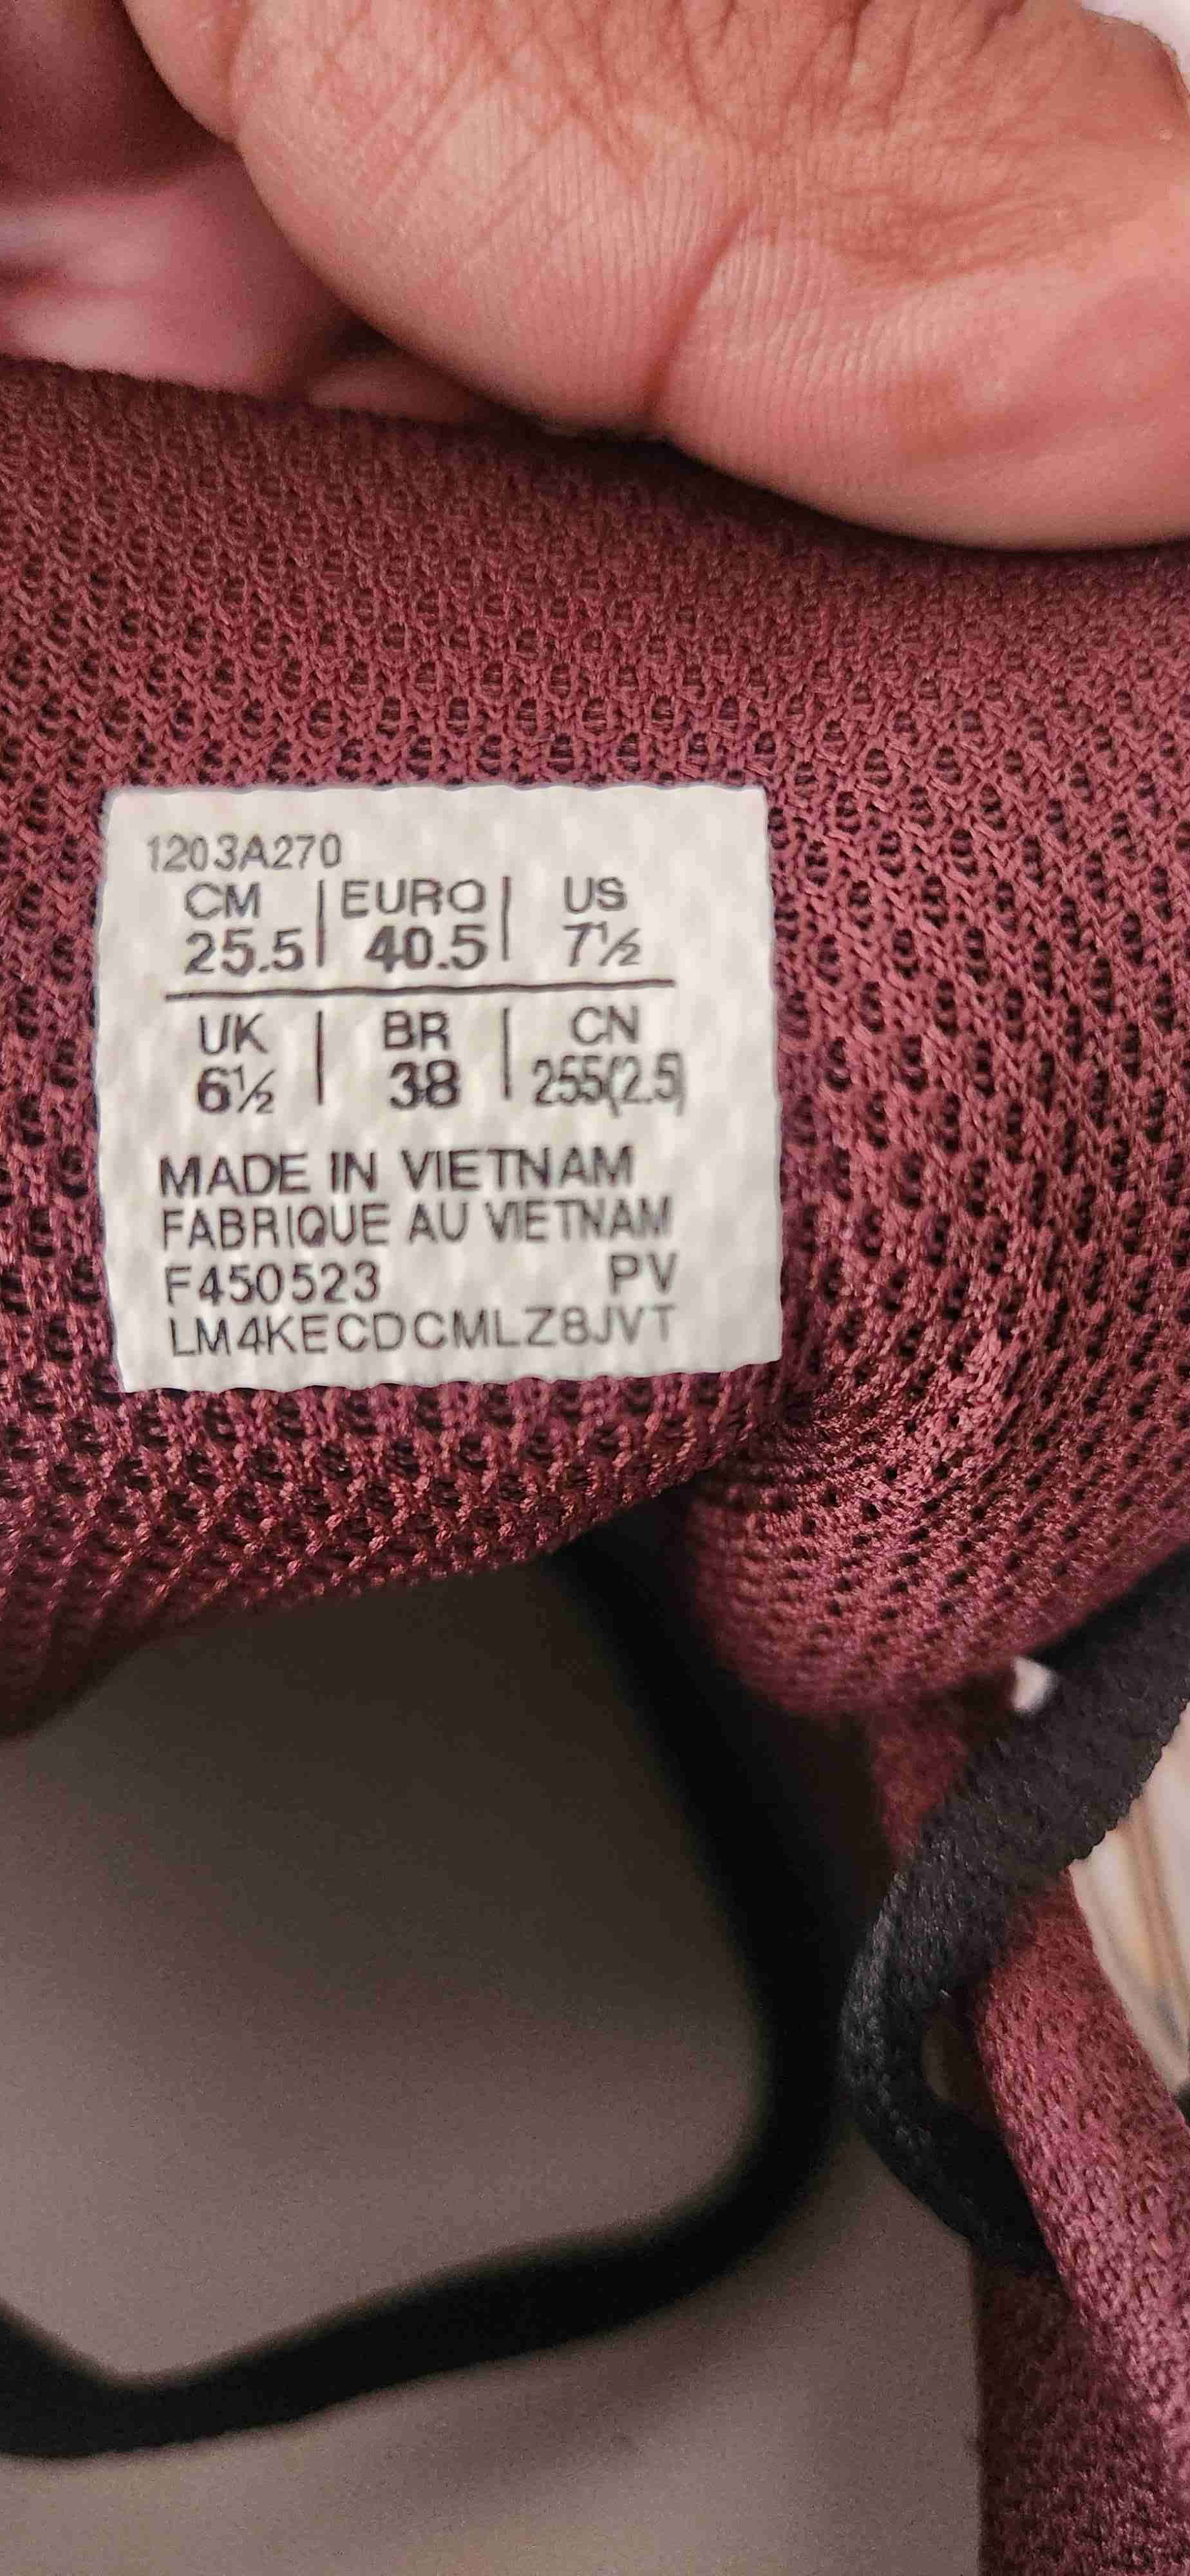 1203A270
CM | EURO | US
25.5 | 40.5 | 7½
UK | BR | CN
6½ | 38 | 255(2.5)
MADE IN VIETNAM
FABRIQUE AU VIETNAM
F450523 PV
LM4KECDCMLZ8JVT